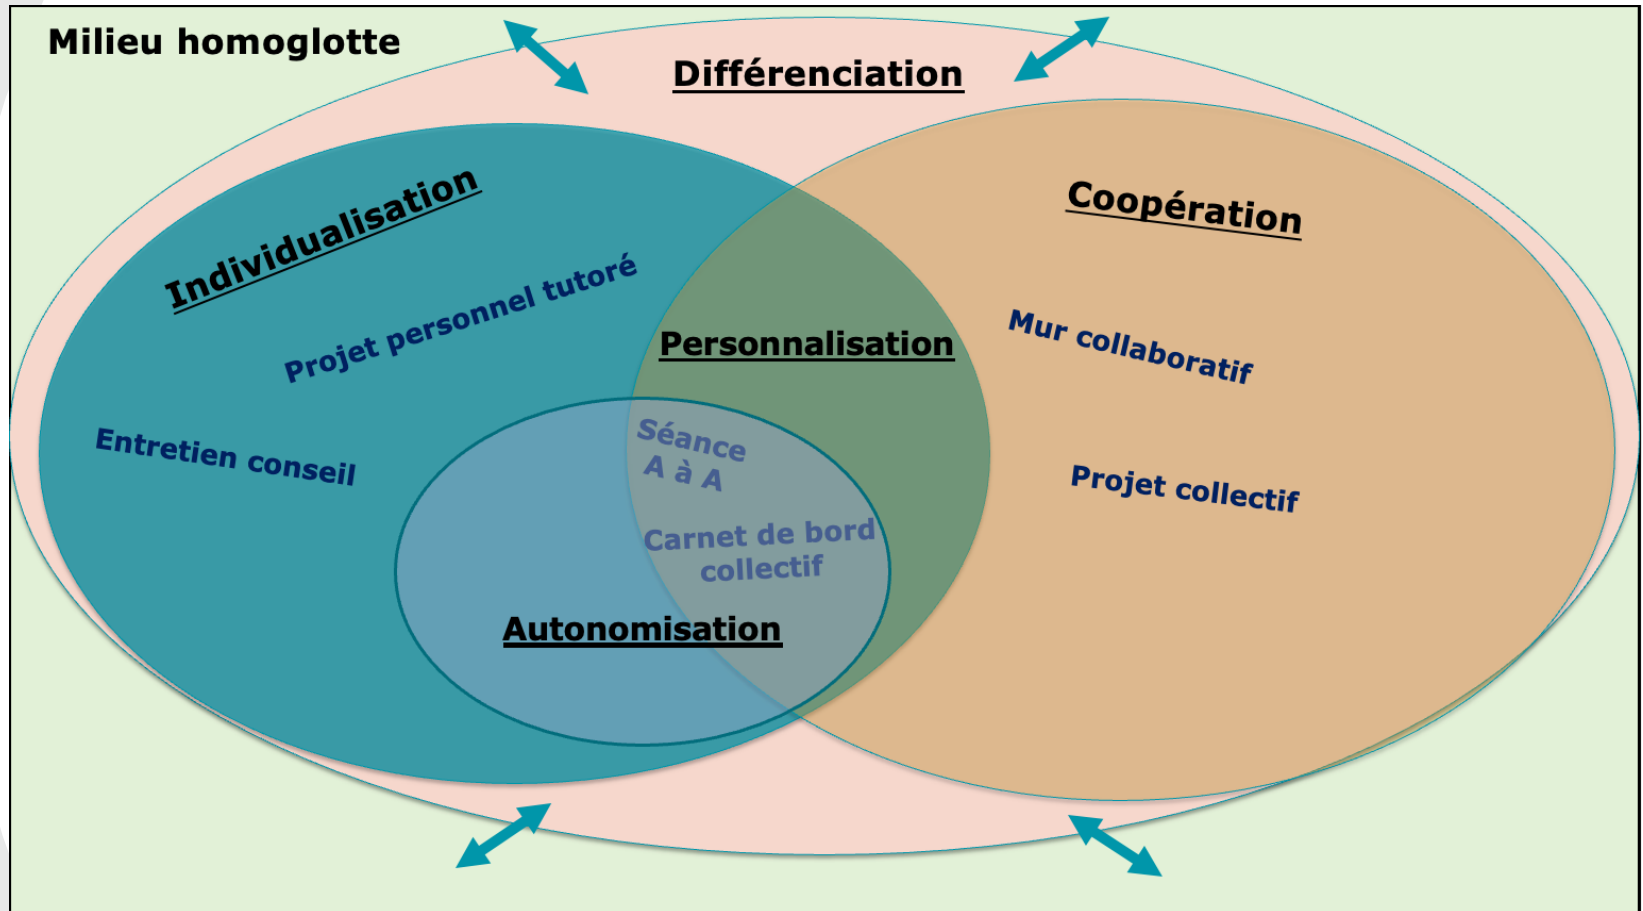 Milieu homoglotte
Différenciation
Individualisation
Projet personnel tutoré
Entretien conseil
Personnalisation
Coopération
Mur collaboratif
Projet collectif
Séance
A à A
Carnet de bord
collectif
Autonomisation